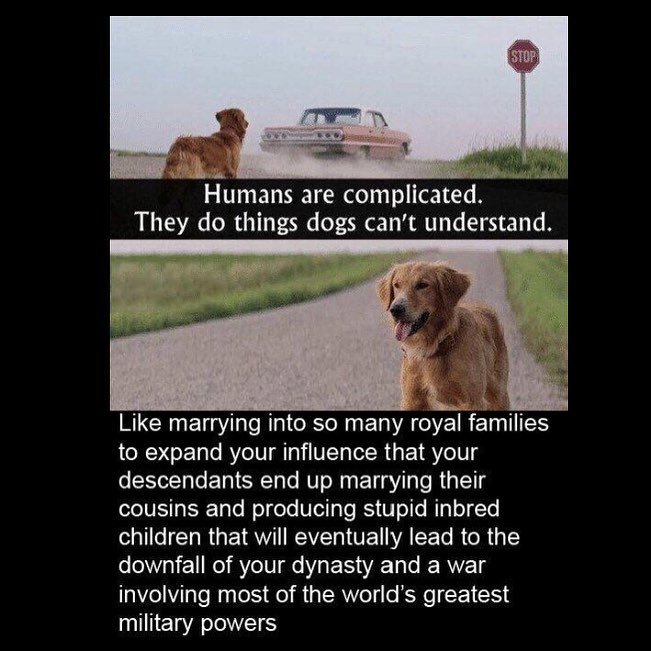 STOP
Humans are complicated.
They do things dogs can't understand.
Like marrying into so many royal families
to expand your influence that your
descendants end up marrying their
cousins and producing stupid inbred
children that will eventually lead to the
downfall of your dynasty and a war
involving most of the world's greatest
military powers